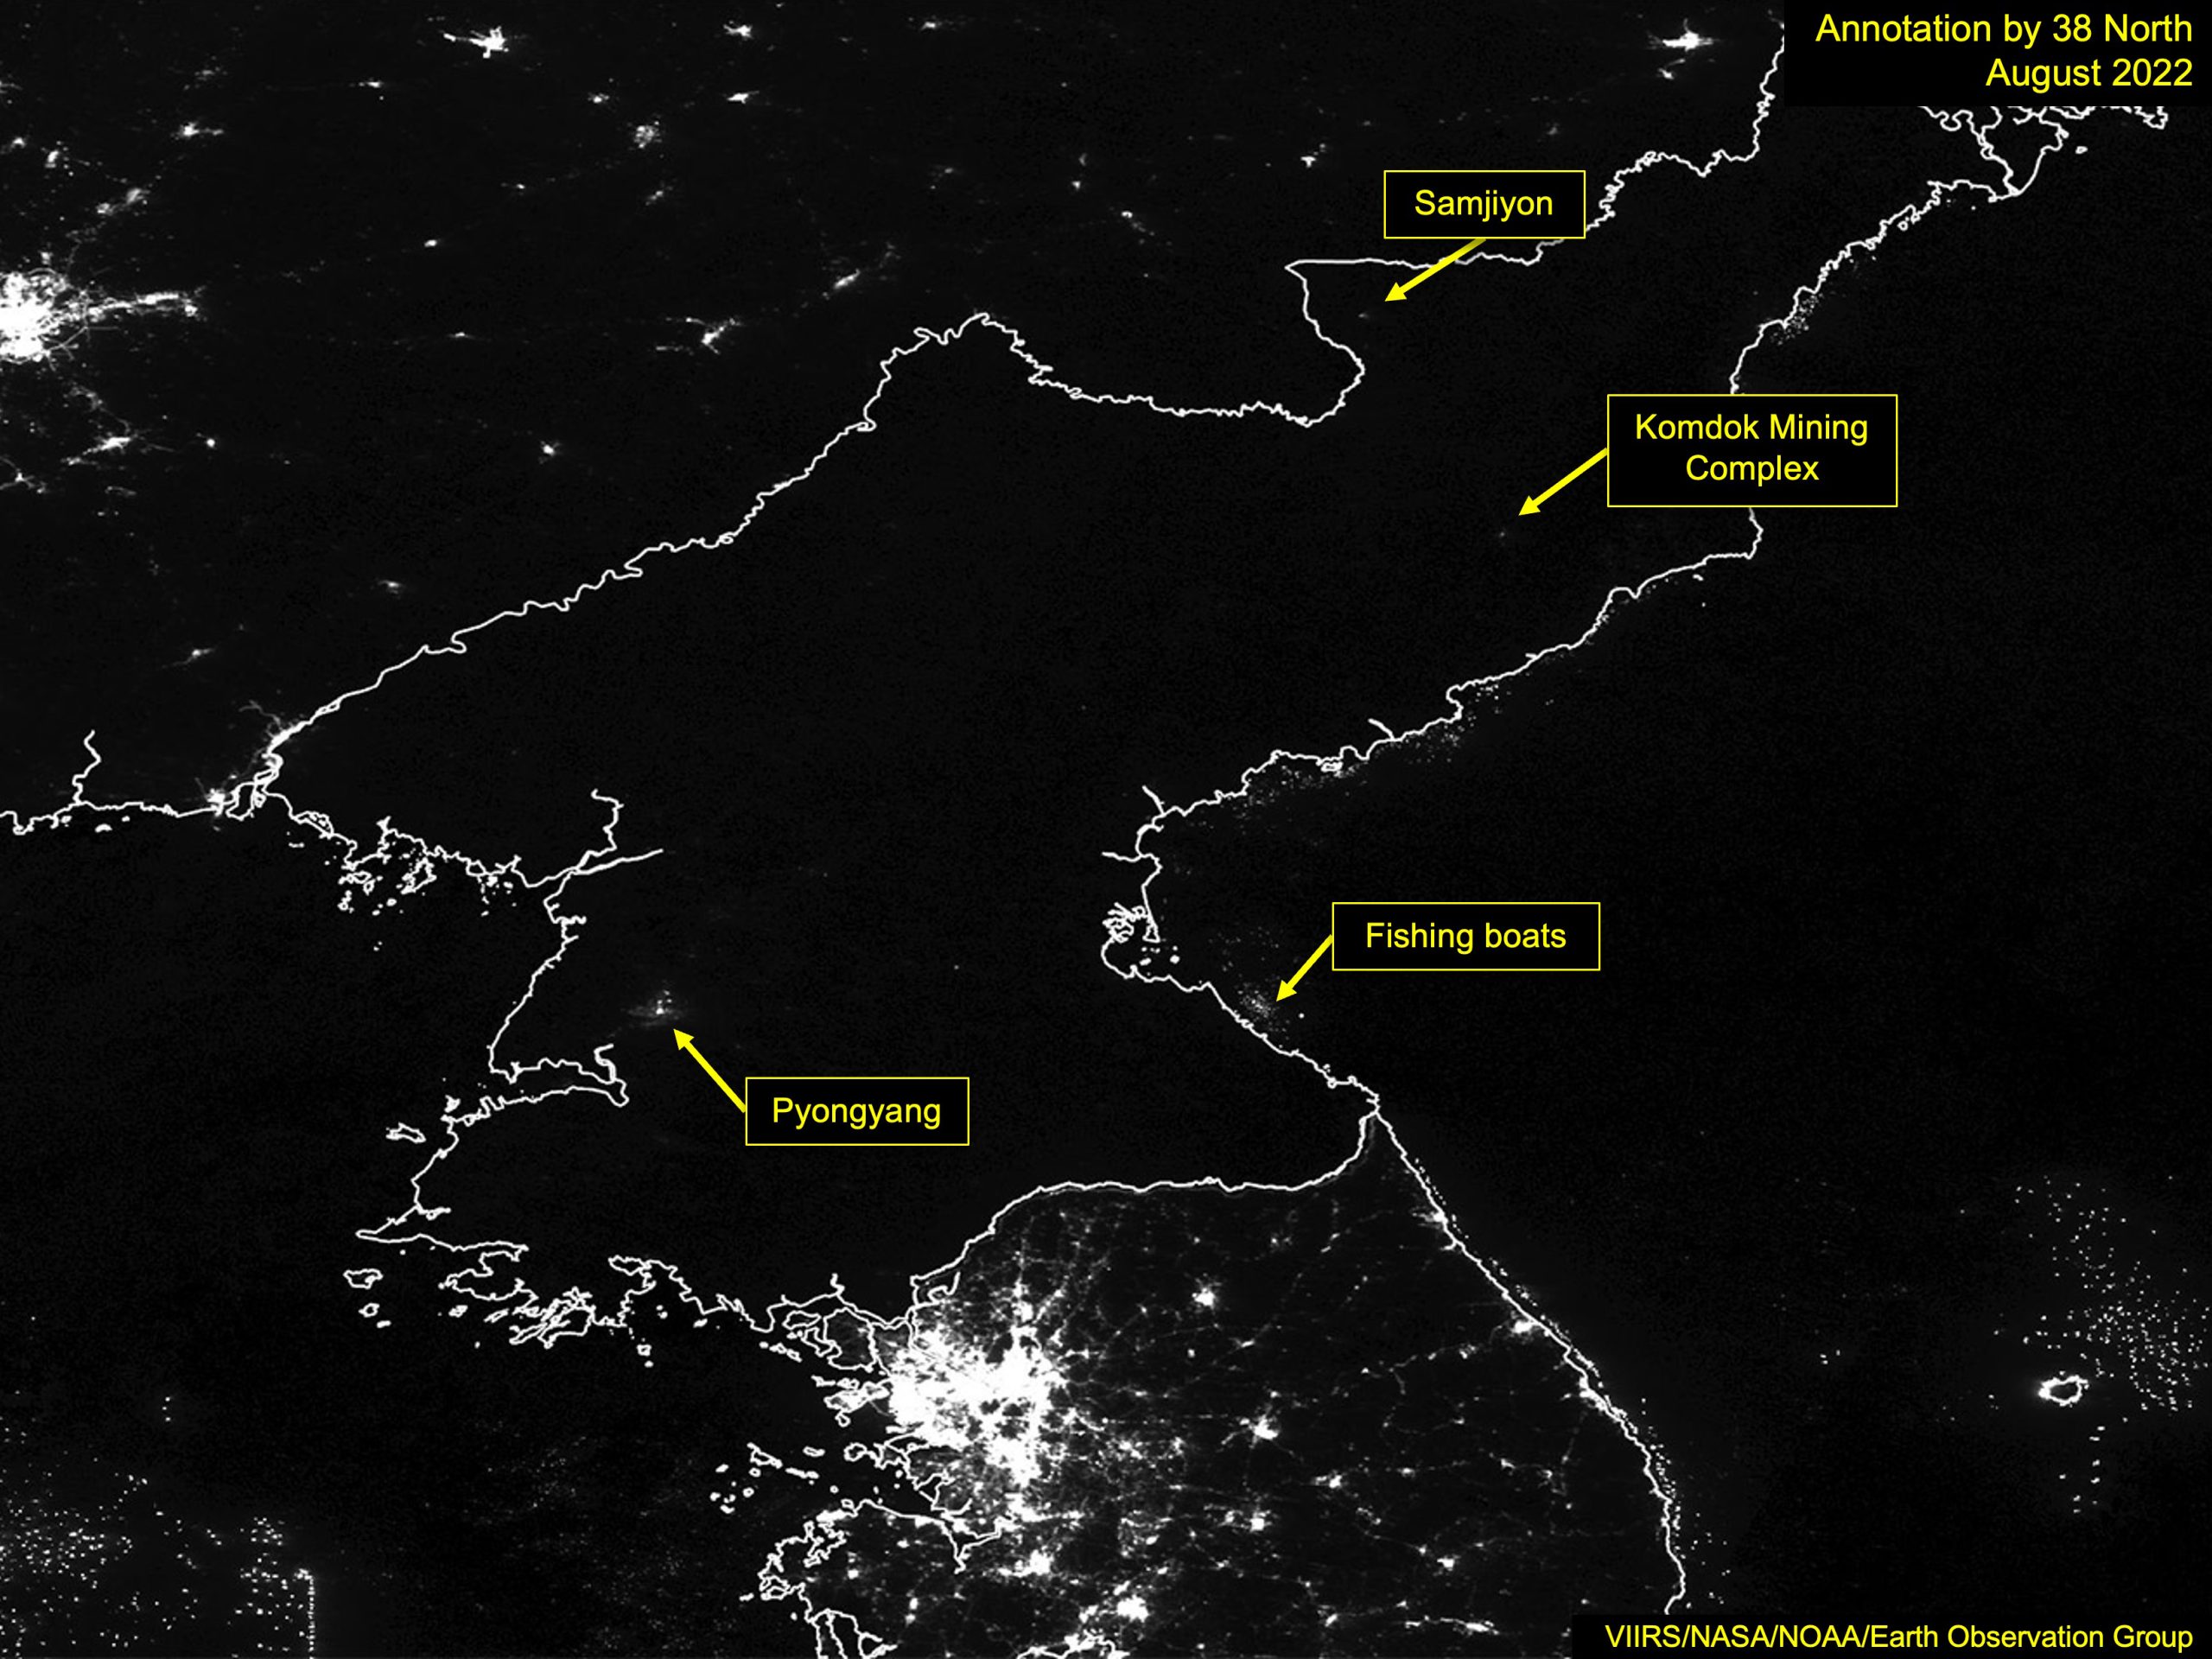 Annotation by 38 North
August 2022
Samjiyon
Komdok Mining
Complex
Fishing boats
Pyongyang
VIIRS/NASA/NOAA/Earth Observation Group